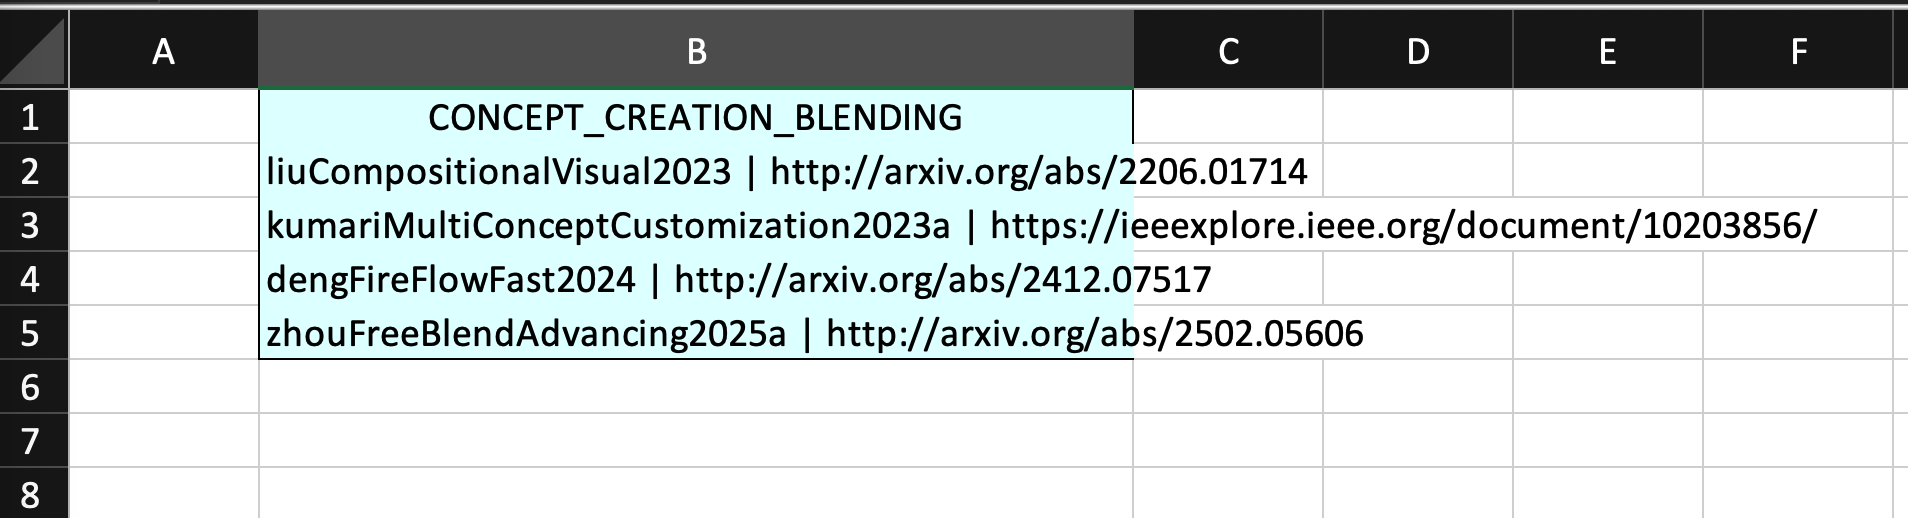 A B C D E F
1 CONCEPT_CREATION_BLENDING
2 liuCompositionalVisual2023 | http://arxiv.org/abs/2206.01714
3 kumariMultiConceptCustomization2023a | https://ieeexplore.ieee.org/document/10203856/
4 dengFireFlowFast2024 | http://arxiv.org/abs/2412.07517
5 zhouFreeBlendAdvancing2025a | http://arxiv.org/abs/2502.05606
6
7
8